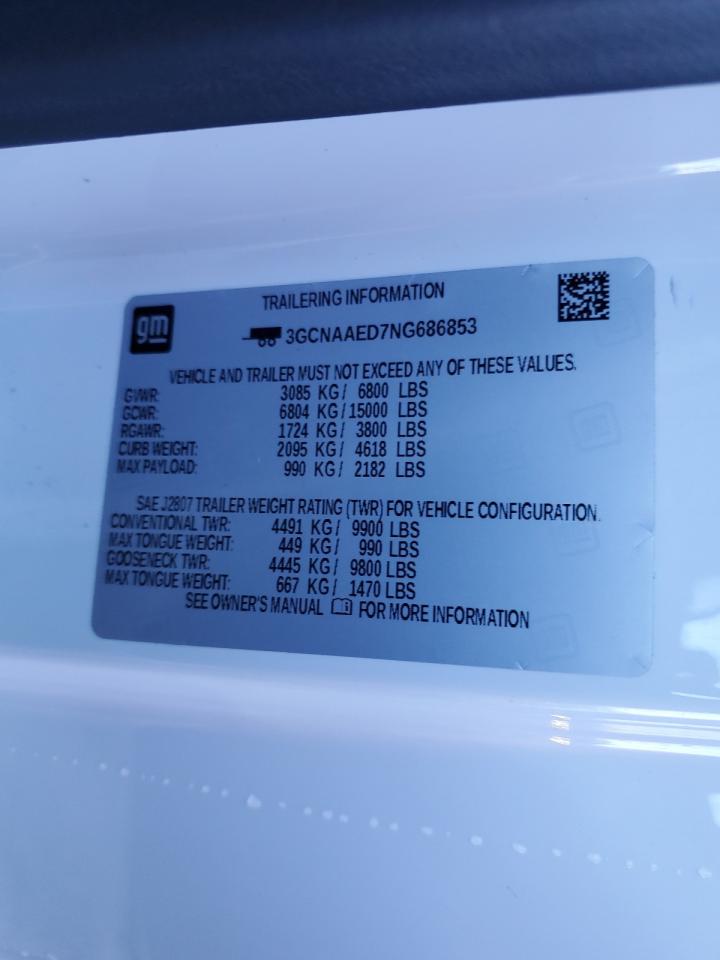 gm
TRAILERING INFORMATION
3GCNAAED7NG686853
VEHICLE AND TRAILER MUST NOT EXCEED ANY OF THESE VALUES.
GVWR: 3085 KG/ 6800 LBS
GCWR: 6804 KG/15000 LBS
RGAWR: 1724 KG/ 3800 LBS
CURB WEIGHT: 2095 KG/ 4618 LBS
MAX PAYLOAD: 990 KG/ 2182 LBS
SAE J2807 TRAILER WEIGHT RATING (TWR) FOR VEHICLE CONFIGURATION.
CONVENTIONAL TWR: 4491 KG/ 9900 LBS
MAX TONGUE WEIGHT: 449 KG/ 990 LBS
GOOSENECK TWR: 4445 KG/ 9800 LBS
MAX TONGUE WEIGHT: 667 KG/ 1470 LBS
SEE OWNER'S MANUAL FOR MORE INFORMATION